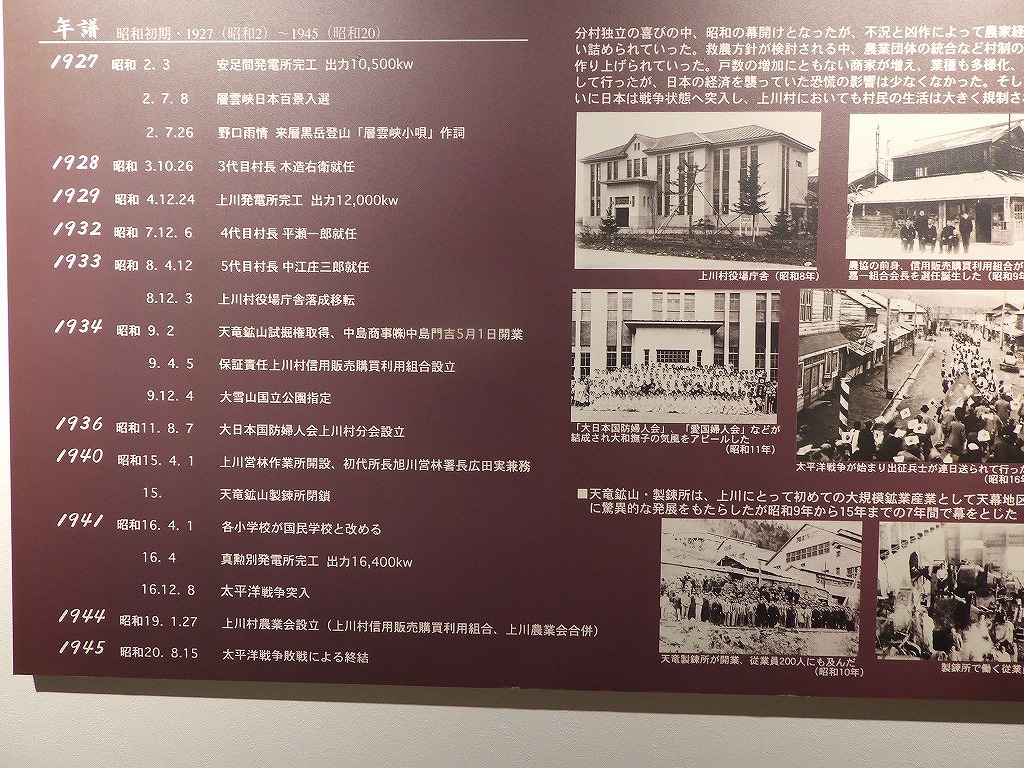 年譜 昭和初期・1927（昭和2）～1945（昭和20）
1927 昭和 2. 3 安足間発電所完工 出力10,500kw
2. 7. 8 層雲峡日本百景入選
2. 7.26 野口雨情 来層黒岳登山「層雲峡小唄」作詞
1928 昭和 3.10.26 3代目村長 木造右衛就任
1929 昭和 4.12.24 上川発電所完工 出力12,000kw
1932 昭和 7.12. 6 4代目村長 平瀬一郎就任
1933 昭和 8. 4.12 5代目村長 中江庄三郎就任
8.12. 3 上川村役場庁舎落成移転
1934 昭和 9. 2 天竜鉱山試掘権取得、中島商事㈱中島門吉5月1日開業
9. 4. 5 保証責任上川村信用販売購買利用組合設立
9.12. 4 大雪山国立公園指定
1936 昭和11. 8. 7 大日本国防婦人会上川村分会設立
1940 昭和15. 4. 1 上川営林作業所開設、初代所長旭川営林署長広田実兼務
15. 天竜鉱山製錬所閉鎖
1941 昭和16. 4. 1 各小学校が国民学校と改める
16. 4 真勲別発電所完工 出力16,400kw
16.12. 8 太平洋戦争突入
1944 昭和19. 1.27 上川村農業会設立（上川村信用販売購買利用組合、上川農業会合併）
1945 昭和20. 8.15 太平洋戦争敗戦による終結
分村独立の喜びの中、昭和の幕開けとなったが、不況と凶作によって農家経
い詰められていった。救農方針が検討される中、農業団体の統合など村制の
作り上げられていった。戸数の増加にともない商家が増え、業種も多様化、
して行ったが、日本の経済を襲っていた恐慌の影響は少なくなかった。そし
いに日本は戦争状態へ突入し、上川村においても村民の生活は大きく規制さ
上川村役場庁舎（昭和8年）
農協の前身、信用販売購買利用組合が
嘉一組合会長を選任誕生した（昭和9年
「大日本国防婦人会」、「愛国婦人会」などが
結成され大和撫子の気風をアピールした
（昭和11年）
太平洋戦争が始まり出征兵士が連日送られて行った
（昭和16年
■天竜鉱山・製錬所は、上川にとって初めての大規模鉱業産業として天幕地区
に驚異的な発展をもたらしたが昭和9年から15年までの7年間で幕をとじた
天竜製錬所が開業、従業員200人にも及んだ
（昭和10年）
製錬所で働く従業